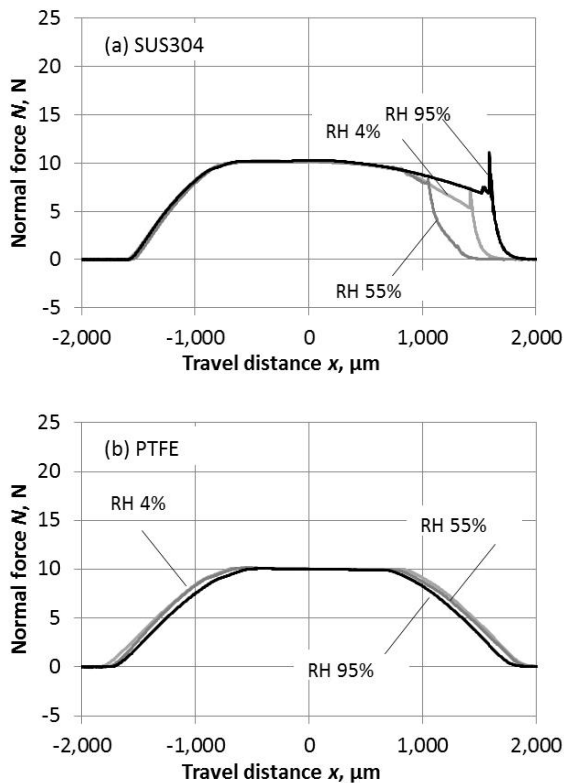 25
(a) SUS304
20
15
RH 95%
RH 4%
10
5
0
RH 55%
-5
-2,000 -1,000 0 1,000 2,000
Normal force N, N
Travel distance x, µm
25
(b) PTFE
20
RH 4%
15
RH 55%
10
5
0
RH 95%
-5
-2,000 -1,000 0 1,000 2,000
Normal force N, N
Travel distance x, µm